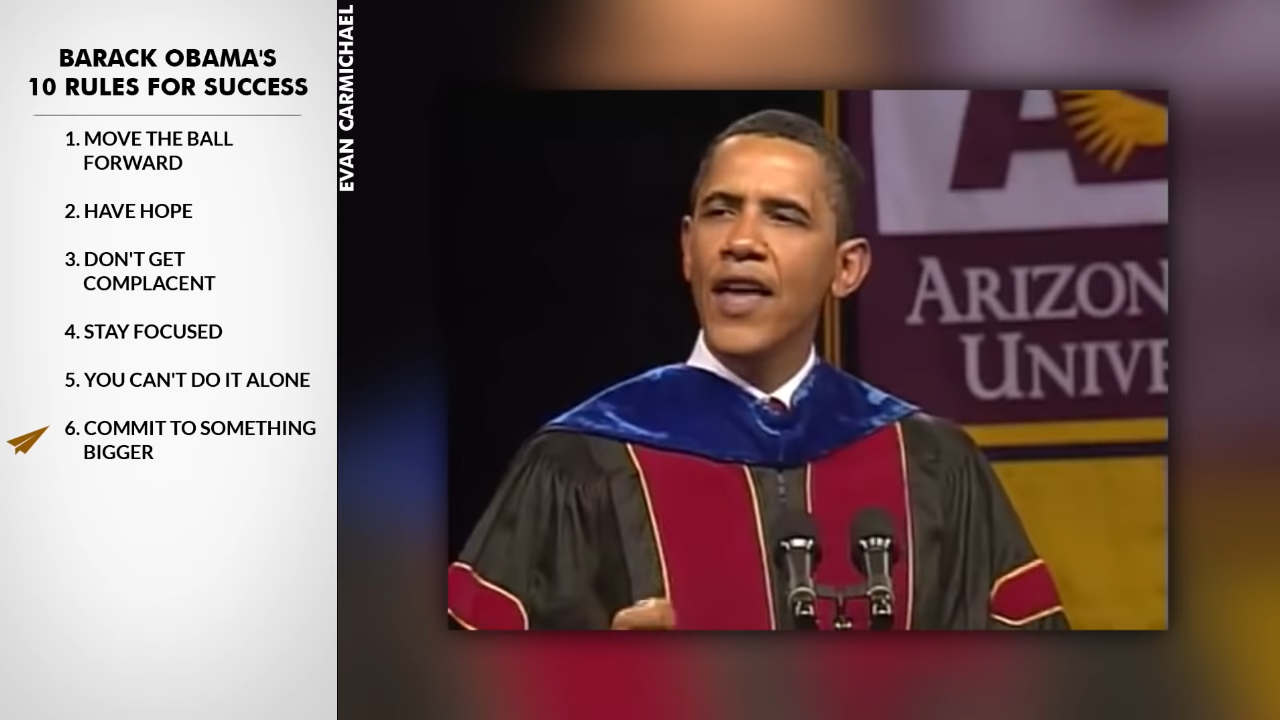 BARACK OBAMA'S
10 RULES FOR SUCCESS
1. MOVE THE BALL
FORWARD
2. HAVE HOPE
3. DON'T GET
COMPLACENT
4. STAY FOCUSED
5. YOU CAN'T DO IT ALONE
6. COMMIT TO SOMETHING
BIGGER
EVAN CARMICHAEL
A
ARIZON
UNIVE